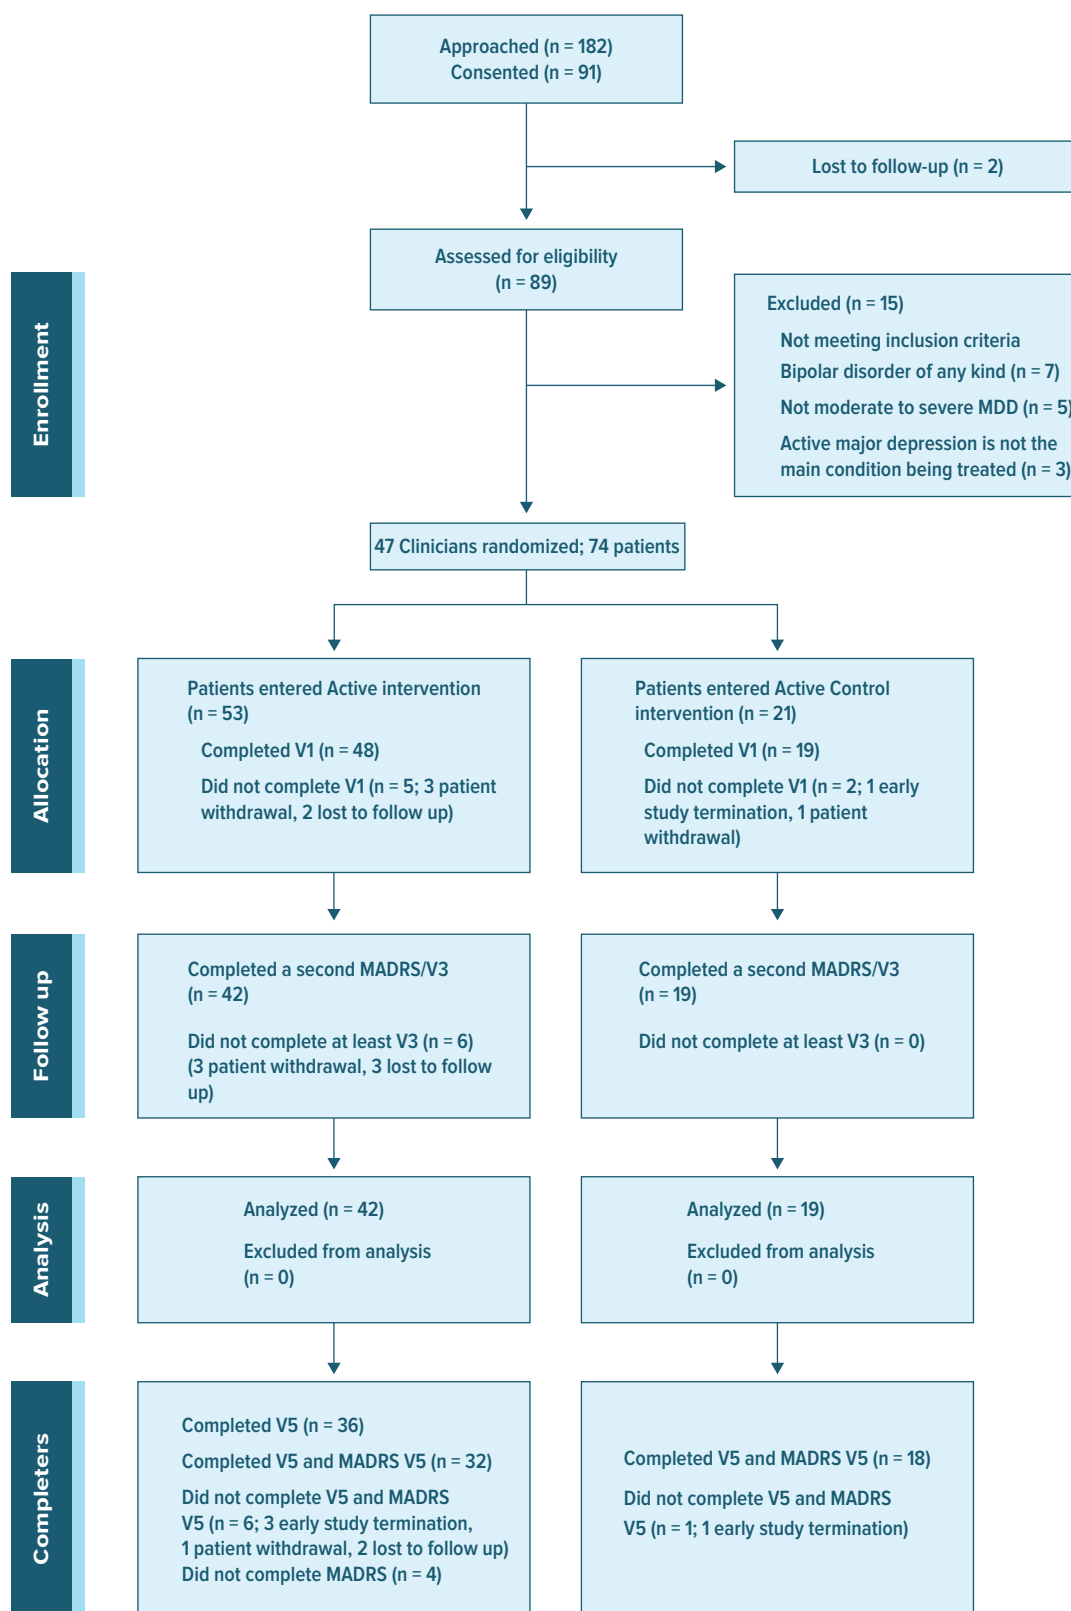 Approached (n = 182)
Consented (n = 91)
Lost to follow-up (n = 2)
Assessed for eligibility
(n = 89)
Enrollment
Excluded (n = 15)
Not meeting inclusion criteria
Bipolar disorder of any kind (n = 7)
Not moderate to severe MDD (n = 5)
Active major depression is not the
main condition being treated (n = 3)
47 Clinicians randomized; 74 patients
Allocation
Patients entered Active intervention
(n = 53)
Completed V1 (n = 48)
Did not complete V1 (n = 5; 3 patient
withdrawal, 2 lost to follow up)
Patients entered Active Control
intervention (n = 21)
Completed V1 (n = 19)
Did not complete V1 (n = 2; 1 early
study termination, 1 patient
withdrawal)
Follow up
Completed a second MADRS/V3
(n = 42)
Did not complete at least V3 (n = 6)
(3 patient withdrawal, 3 lost to follow
up)
Completed a second MADRS/V3
(n = 19)
Did not complete at least V3 (n = 0)
Analysis
Analyzed (n = 42)
Excluded from analysis
(n = 0)
Analyzed (n = 19)
Excluded from analysis
(n = 0)
Completers
Completed V5 (n = 36)
Completed V5 and MADRS V5 (n = 32)
Did not complete V5 and MADRS
V5 (n = 6; 3 early study termination,
1 patient withdrawal, 2 lost to follow up)
Did not complete MADRS (n = 4)
Completed V5 and MADRS V5 (n = 18)
Did not complete V5 and MADRS
V5 (n = 1; 1 early study termination)